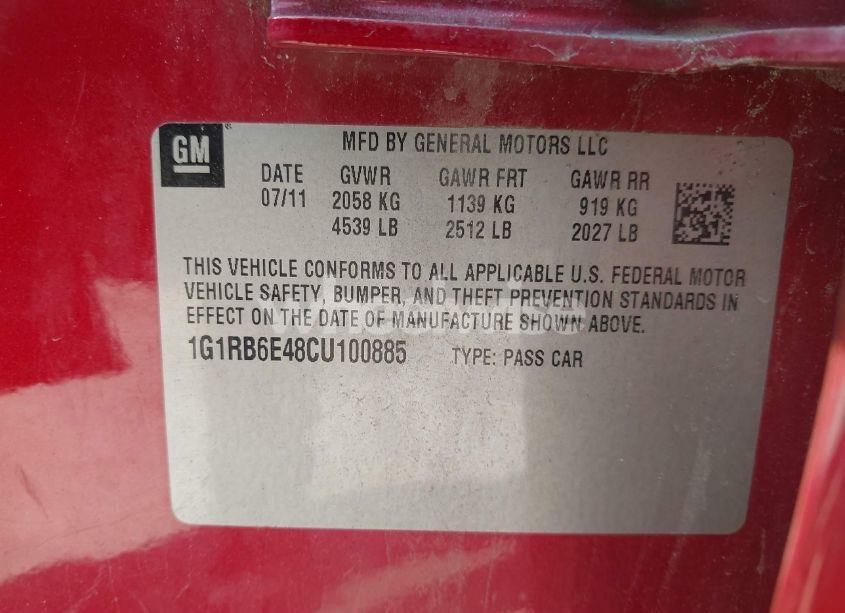 GM
MFD BY GENERAL MOTORS LLC
DATE GVWR GAWR FRT GAWR RR
07/11 2058 KG 1139 KG 919 KG
4539 LB 2512 LB 2027 LB
THIS VEHICLE CONFORMS TO ALL APPLICABLE U.S. FEDERAL MOTOR
VEHICLE SAFETY, BUMPER, AND THEFT PREVENTION STANDARDS IN
EFFECT ON THE DATE OF MANUFACTURE SHOWN ABOVE.
1G1RB6E48CU100885 TYPE: PASS CAR